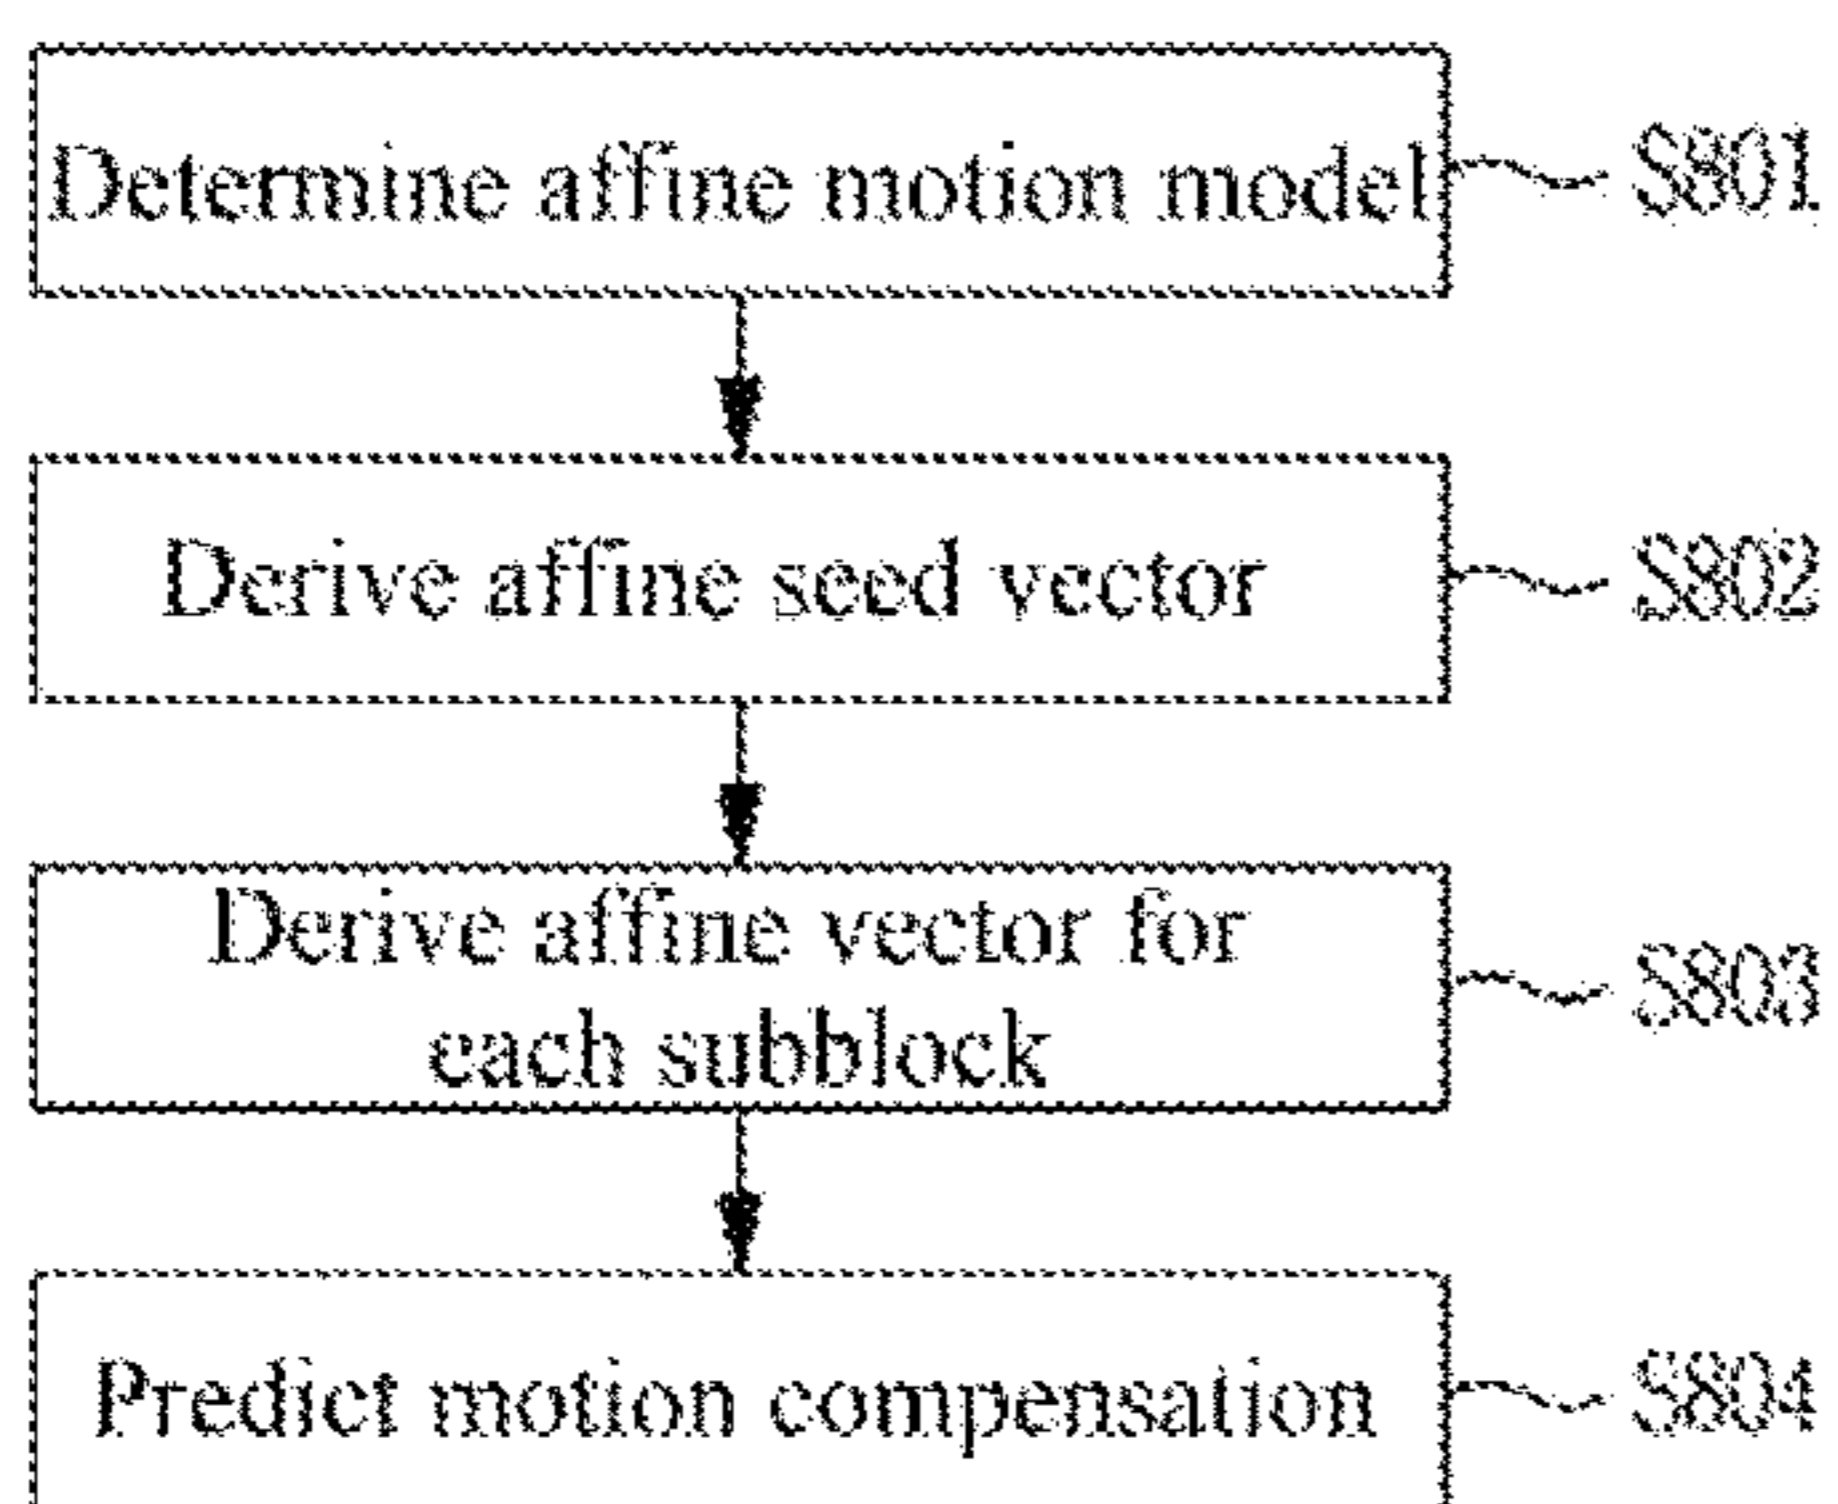 Determine affine motion model S801
Derive affine seed vector S802
Derive affine vector for
each subblock
S803
Predict motion compensation S804